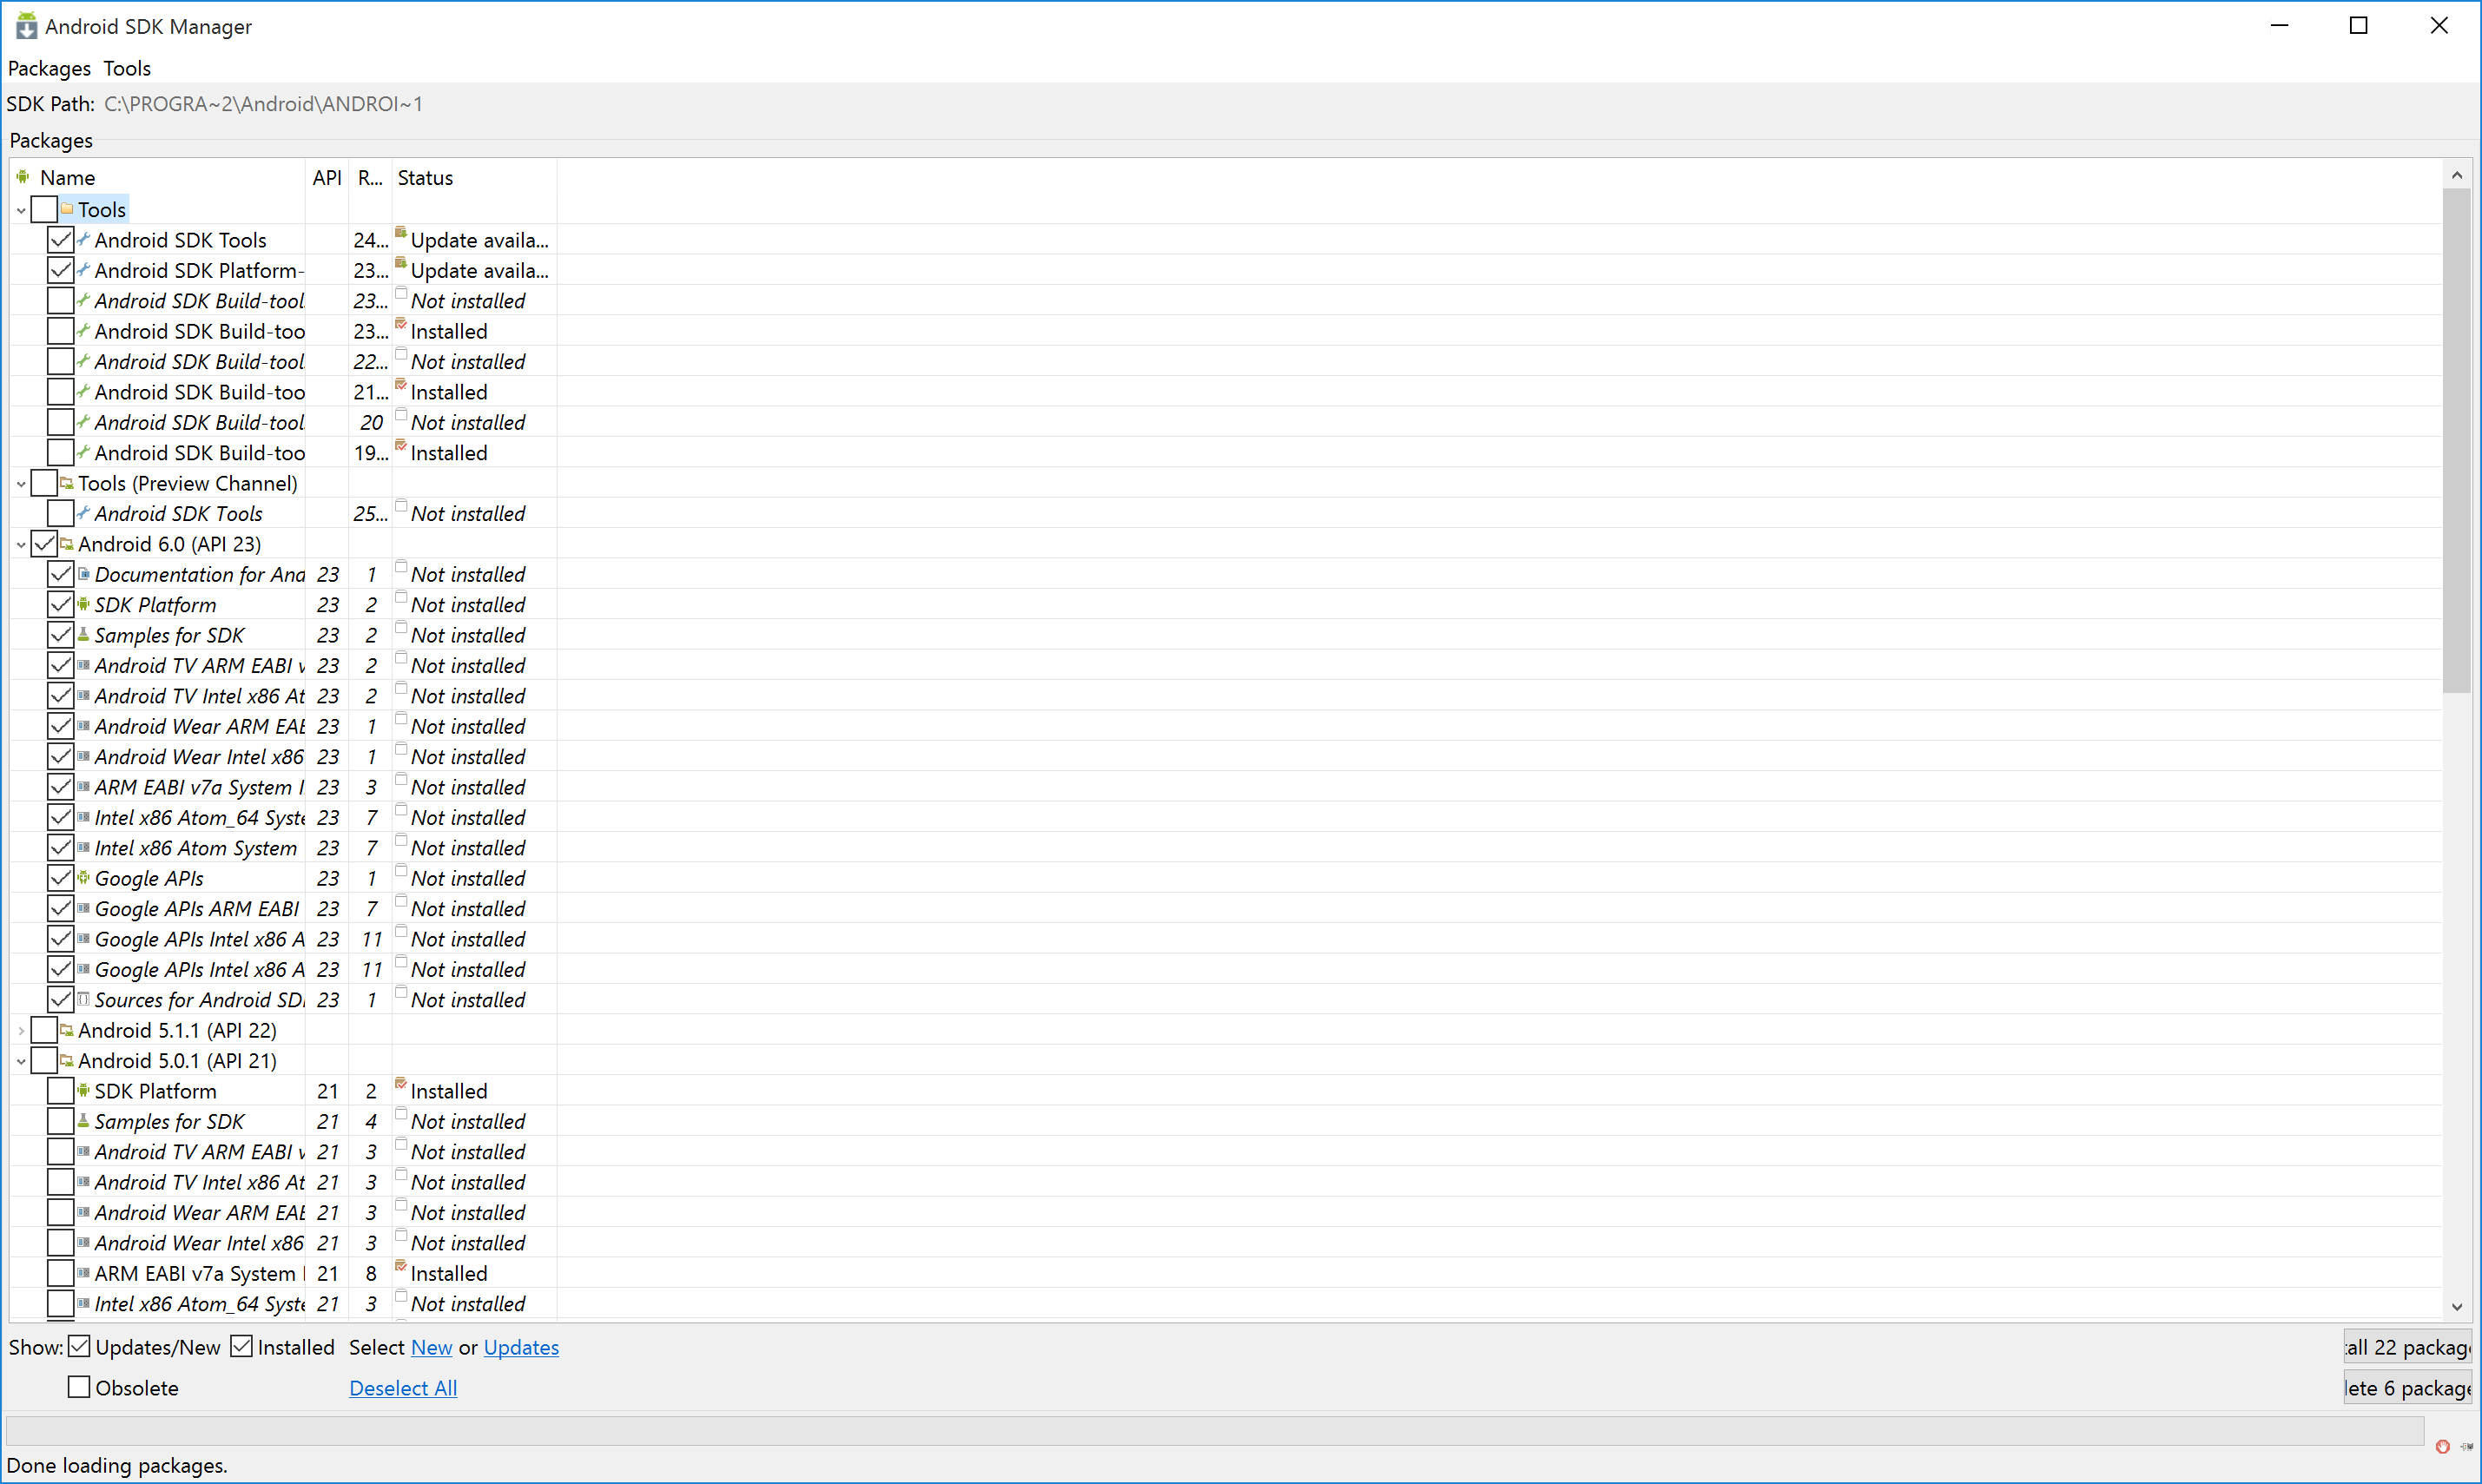 Android SDK Manager
Packages Tools
SDK Path: C:\PROGRA~2\Android\ANDROI~1
Packages
Name API R... Status
Tools
Android SDK Tools 24... Update availa...
Android SDK Platform- 23... Update availa...
Android SDK Build-tool 23... Not installed
Android SDK Build-too 23... Installed
Android SDK Build-tool 22... Not installed
Android SDK Build-too 21... Installed
Android SDK Build-tool 20 Not installed
Android SDK Build-too 19... Installed
Tools (Preview Channel)
Android SDK Tools 25... Not installed
Android 6.0 (API 23)
Documentation for And 23 1 Not installed
SDK Platform 23 2 Not installed
Samples for SDK 23 2 Not installed
Android TV ARM EABI v 23 2 Not installed
Android TV Intel x86 At 23 2 Not installed
Android Wear ARM EAB 23 1 Not installed
Android Wear Intel x86 23 1 Not installed
ARM EABI v7a System I 23 3 Not installed
Intel x86 Atom_64 Syste 23 7 Not installed
Intel x86 Atom System 23 7 Not installed
Google APIs 23 1 Not installed
Google APIs ARM EABI 23 7 Not installed
Google APIs Intel x86 A 23 11 Not installed
Google APIs Intel x86 A 23 11 Not installed
Sources for Android SD 23 1 Not installed
Android 5.1.1 (API 22)
Android 5.0.1 (API 21)
SDK Platform 21 2 Installed
Samples for SDK 21 4 Not installed
Android TV ARM EABI v 21 3 Not installed
Android TV Intel x86 At 21 3 Not installed
Android Wear ARM EAB 21 3 Not installed
Android Wear Intel x86 21 3 Not installed
ARM EABI v7a System I 21 8 Installed
Intel x86 Atom_64 Syste 21 3 Not installed
Show: Updates/New Installed Select New or Updates all 22 packag
Obsolete Deselect All lete 6 package
Done loading packages.